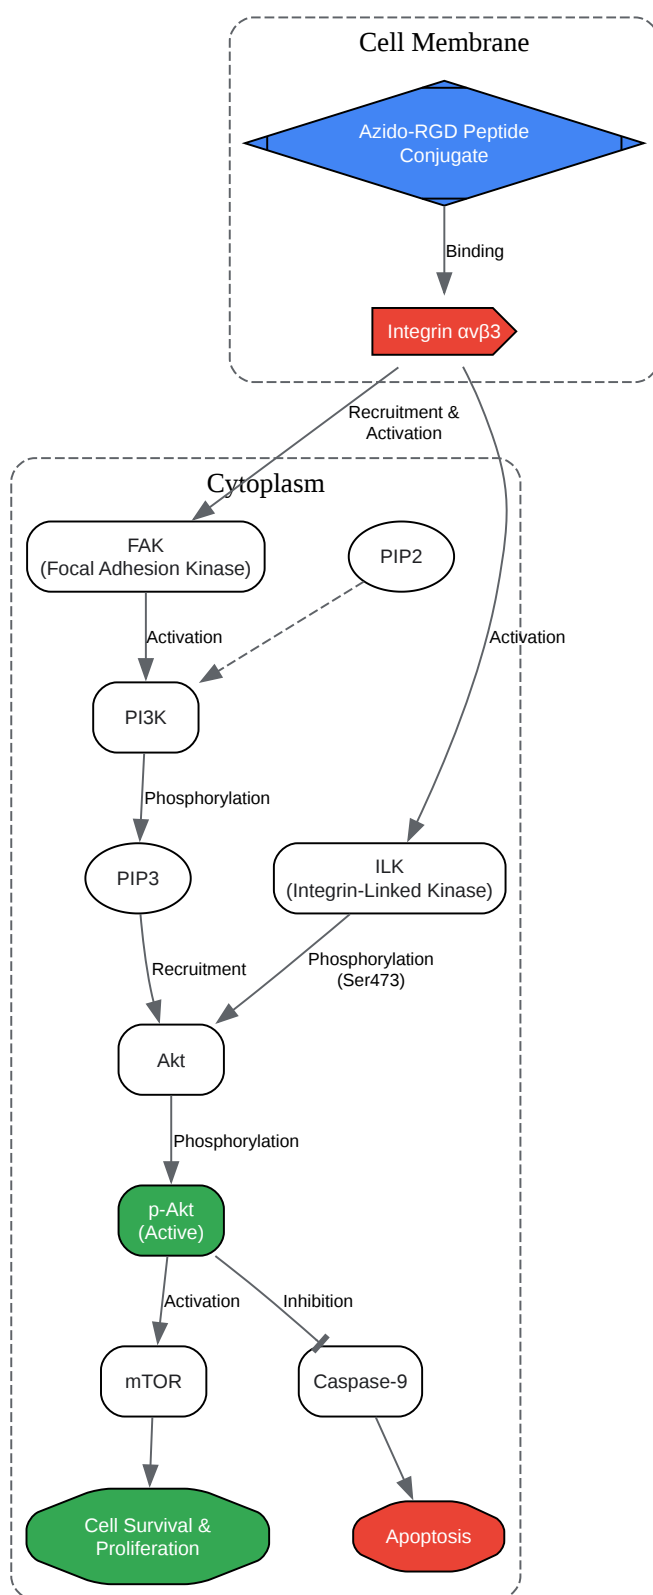 Cell Membrane
Azido-RGD Peptide
Conjugate
Binding
Integrin αvβ3
Recruitment &
Activation
Cytoplasm
FAK
(Focal Adhesion Kinase)
PIP2
Activation
Activation
PI3K
Phosphorylation
PIP3
ILK
(Integrin-Linked Kinase)
Recruitment
Phosphorylation
(Ser473)
Akt
Phosphorylation
p-Akt
(Active)
Activation
Inhibition
mTOR
Caspase-9
Cell Survival &
Proliferation
Apoptosis